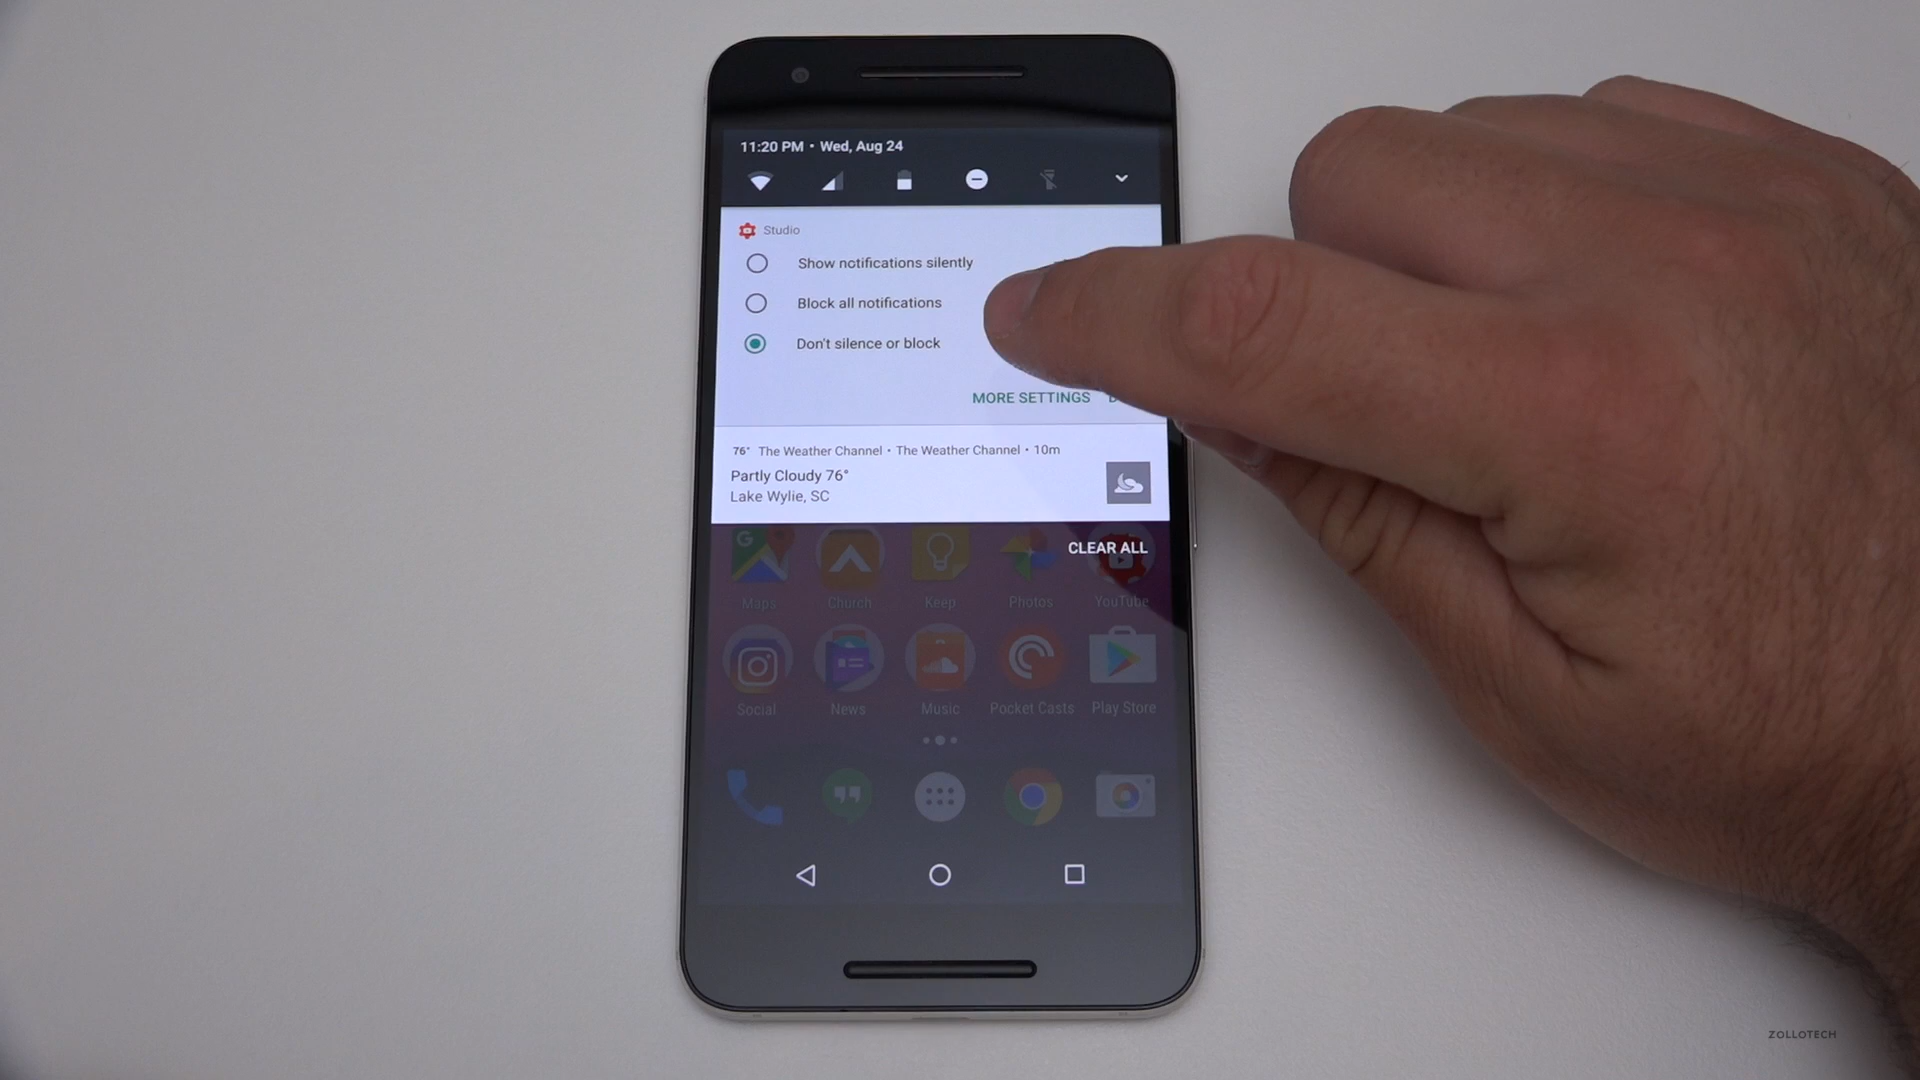 11:20 PM • Wed, Aug 24
Studio
Show notifications silently
Block all notifications
Don't silence or block
MORE SETTINGS
76° The Weather Channel • The Weather Channel • 10m
Partly Cloudy 76°
Lake Wylie, SC
CLEAR ALL
Maps Church Keep Photos YouTube
Social News Music Pocket Casts Play Store
ZOLLOTECH